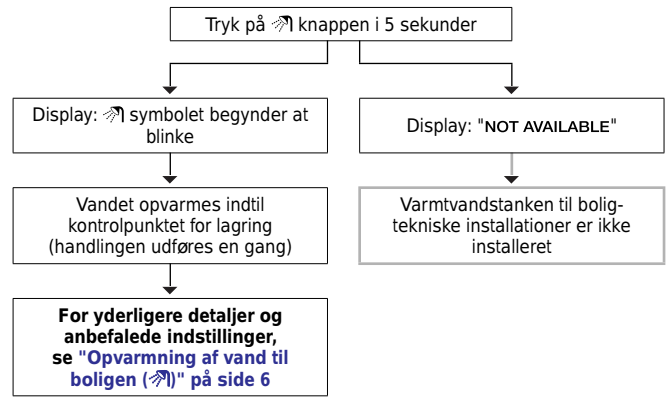 Tryk på knappen i 5 sekunder
Display: symbolet begynder at
blinke
Display: "NOT AVAILABLE"
Vandet opvarmes indtil
kontrolpunktet for lagring
(handlingen udføres en gang)
Varmtvandstanken til bolig-
tekniske installationer er ikke
installeret
For yderligere detaljer og
anbefalede indstillinger,
se "Opvarmning af vand til
boligen ()" på side 6